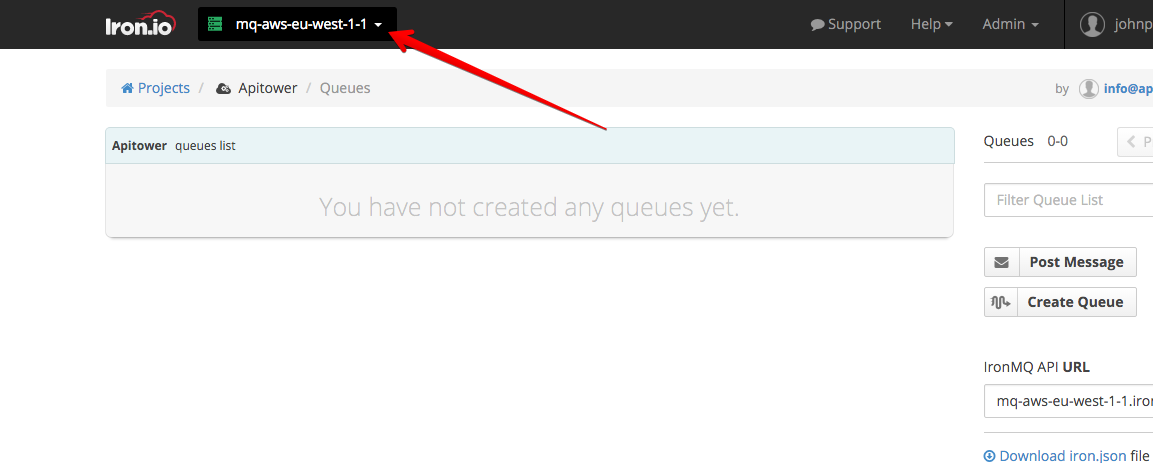 Iron.io mq-aws-eu-west-1-1 Support Help Admin johnp
Projects / Apitower / Queues by info@ap
Apitower queues list
Queues 0-0 P
You have not created any queues yet.
Filter Queue List
Post Message
Create Queue
IronMQ API URL
mq-aws-eu-west-1-1.iron
Download iron.json file